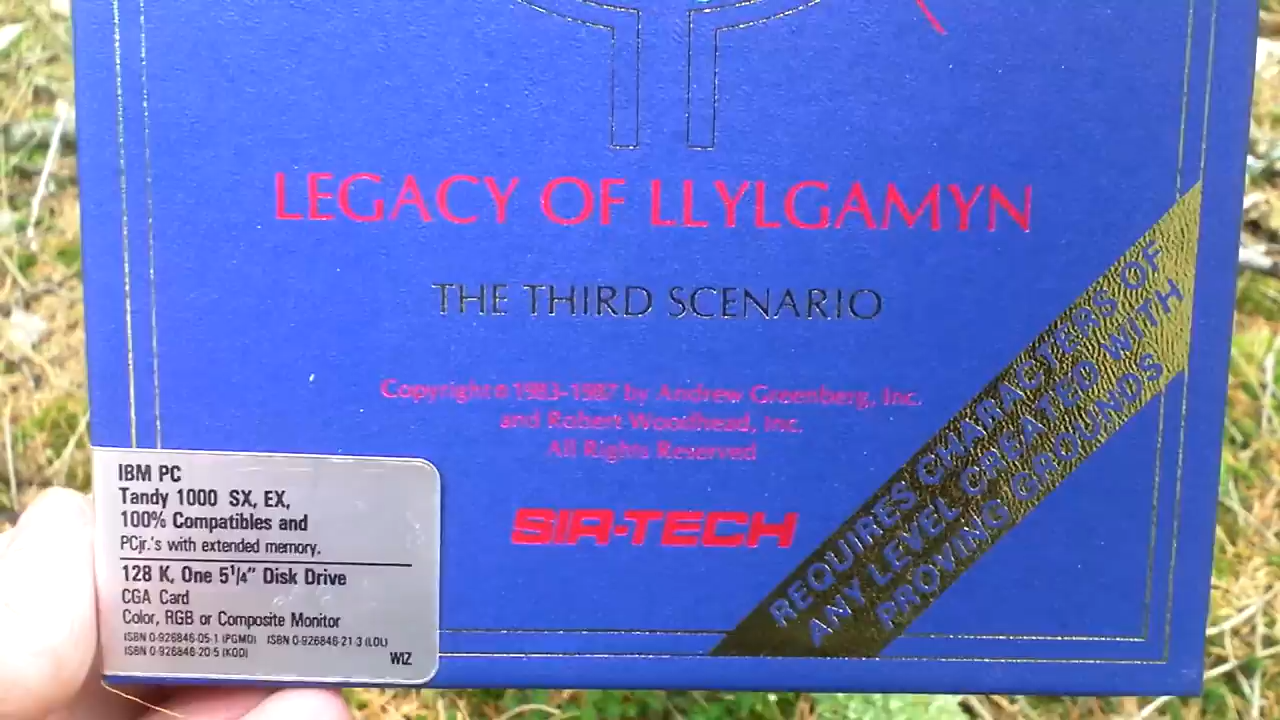 LEGACY OF LLYLGAMYN
THE THIRD SCENARIO
Copyright © 1983-1987 by Andrew Greenberg, Inc.
and Robert Woodhead, Inc.
All Rights Reserved
SIR-TECH
REQUIRES CHARACTERS OF
ANY LEVEL CREATED WITH
PROVING GROUNDS
IBM PC
Tandy 1000 SX, EX,
100% Compatibles and
PCjr.'s with extended memory.
128 K, One 5¼" Disk Drive
CGA Card
Color, RGB or Composite Monitor
ISBN 0-926846-05-1 (PGMO) ISBN 0-926846-21-3 (LOL)
ISBN 0-926846-20-5 (KOD)
WIZ